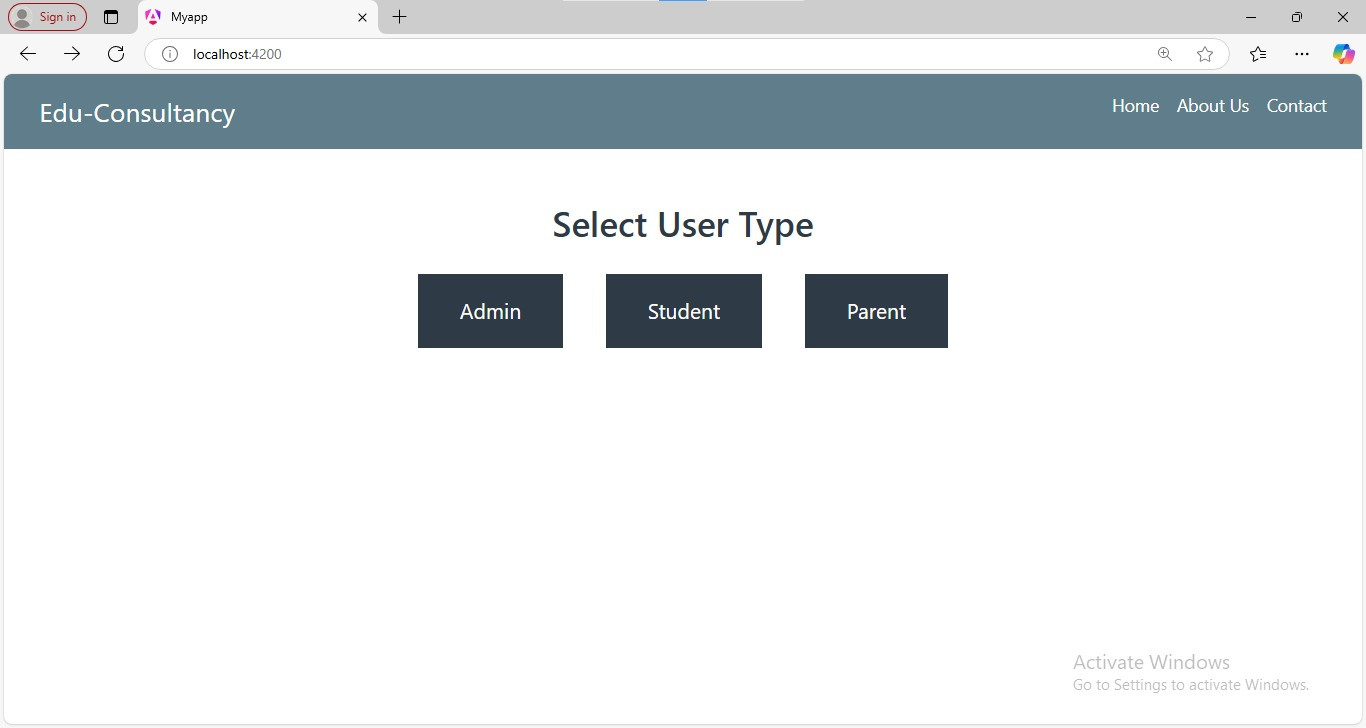 Sign in
Myapp
localhost:4200
Edu-Consultancy
Home About Us Contact
Select User Type
Admin Student Parent
Activate Windows
Go to Settings to activate Windows.